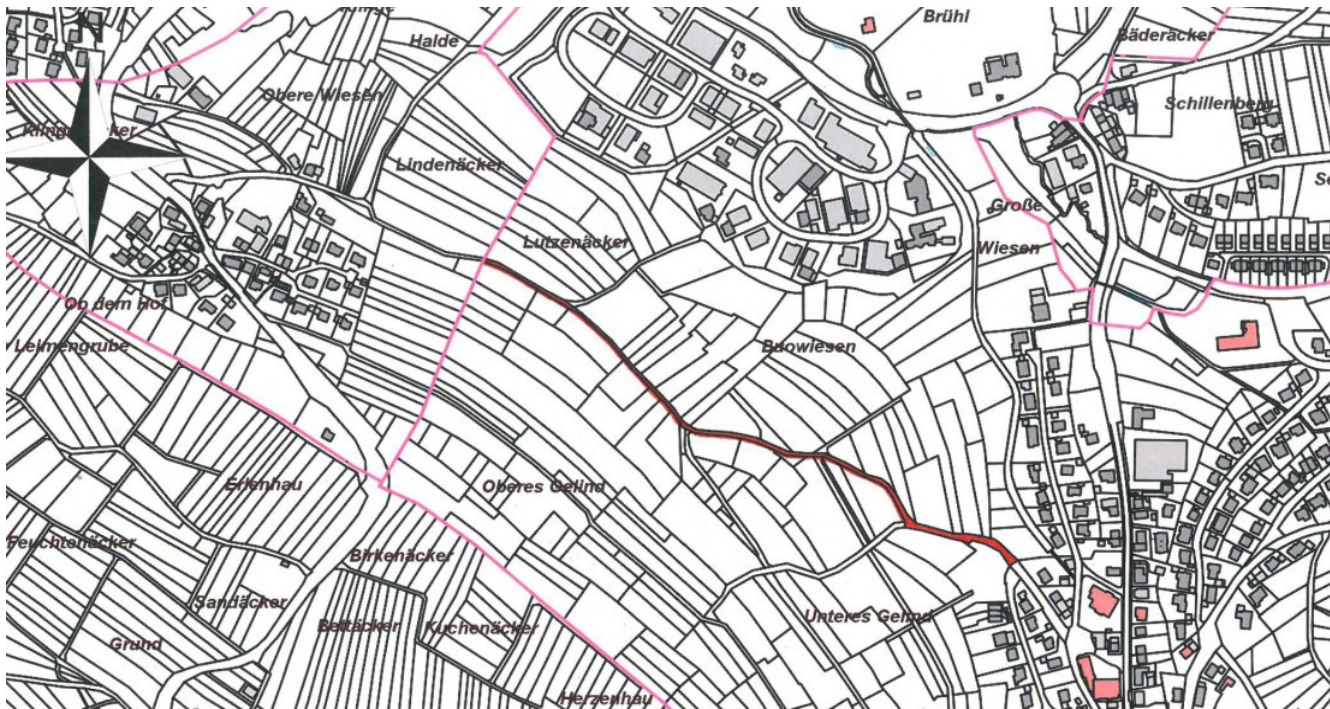 Brühl
Halde
Bäderäcker
Obere Wiesen
Schillenberg
Lindenäcker
Große
Lutzenäcker
Wiesen
Ob dem Hof
Leimengrube
Buowiesen
Erlenhau
Oberes Gelind
Feuchtenäcker
Birkenäcker
Sandäcker
Unteres Gelind
Bettäcker
Kuchenäcker
Grund
Herzenhau